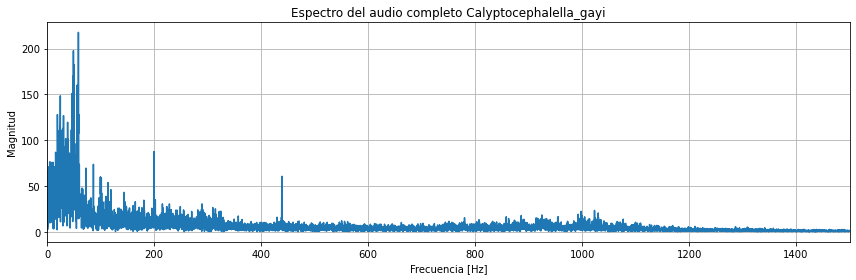 Espectro del audio completo Calyptocephalella_gayi
Magnitud
200
150
100
50
0
0 200 400 600 800 1000 1200 1400
Frecuencia [Hz]